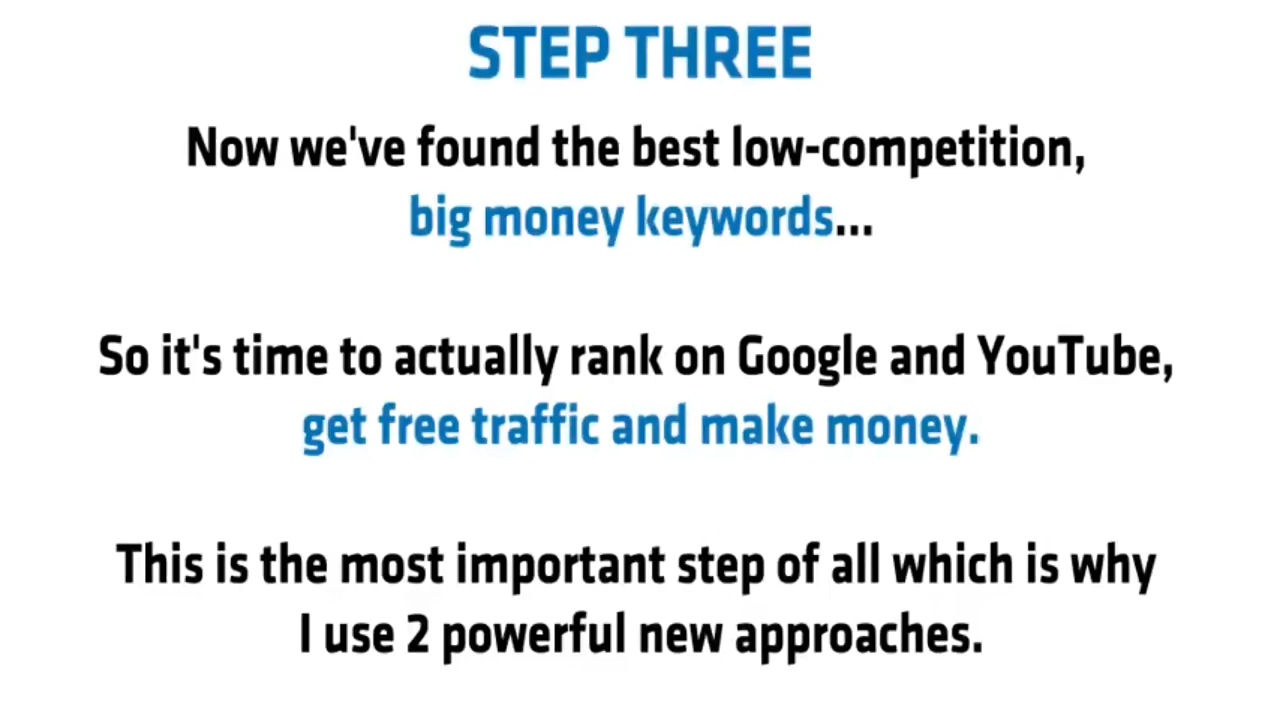 STEP THREE
Now we've found the best low-competition,
big money keywords...
So it's time to actually rank on Google and YouTube,
get free traffic and make money.
This is the most important step of all which is why
I use 2 powerful new approaches.